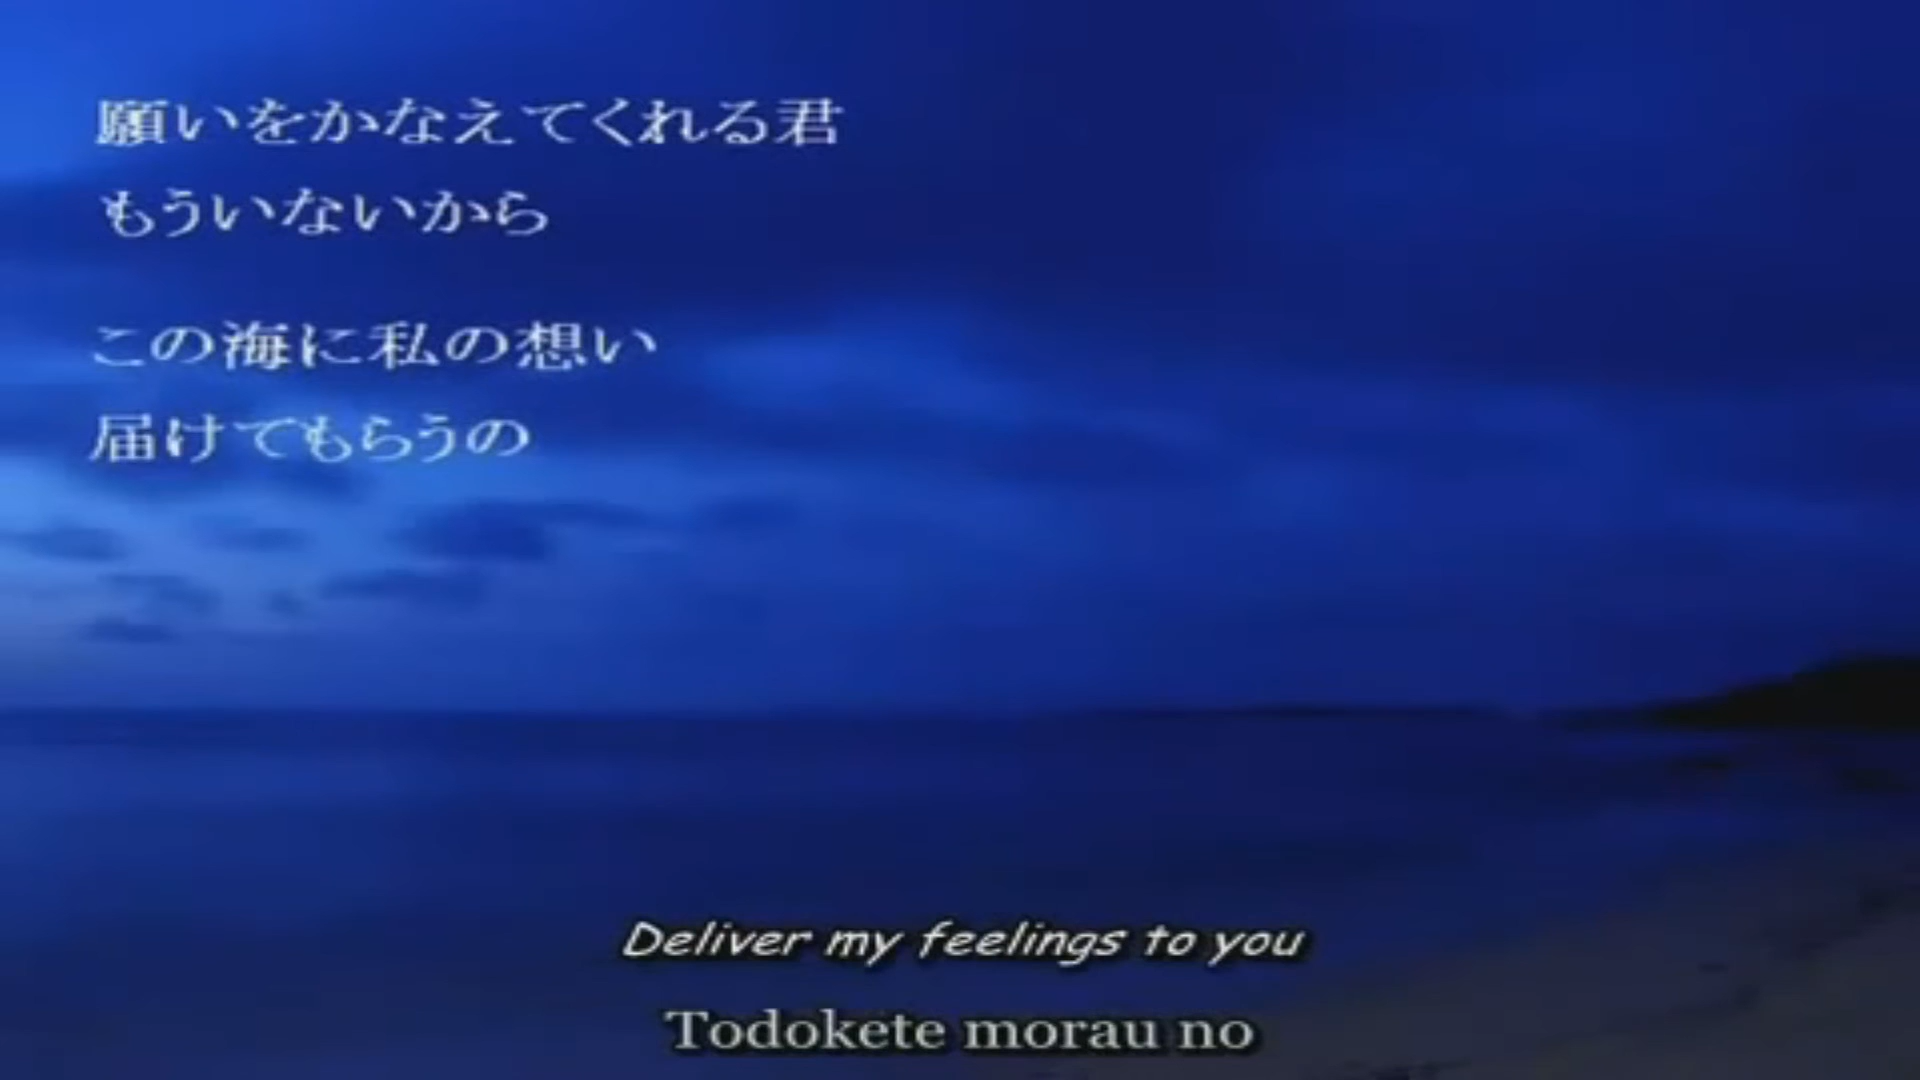 願いをかなえてくれる君
もういないから
この海に私の想い
届けてもらうの
Deliver my feelings to you
Todokete morau no